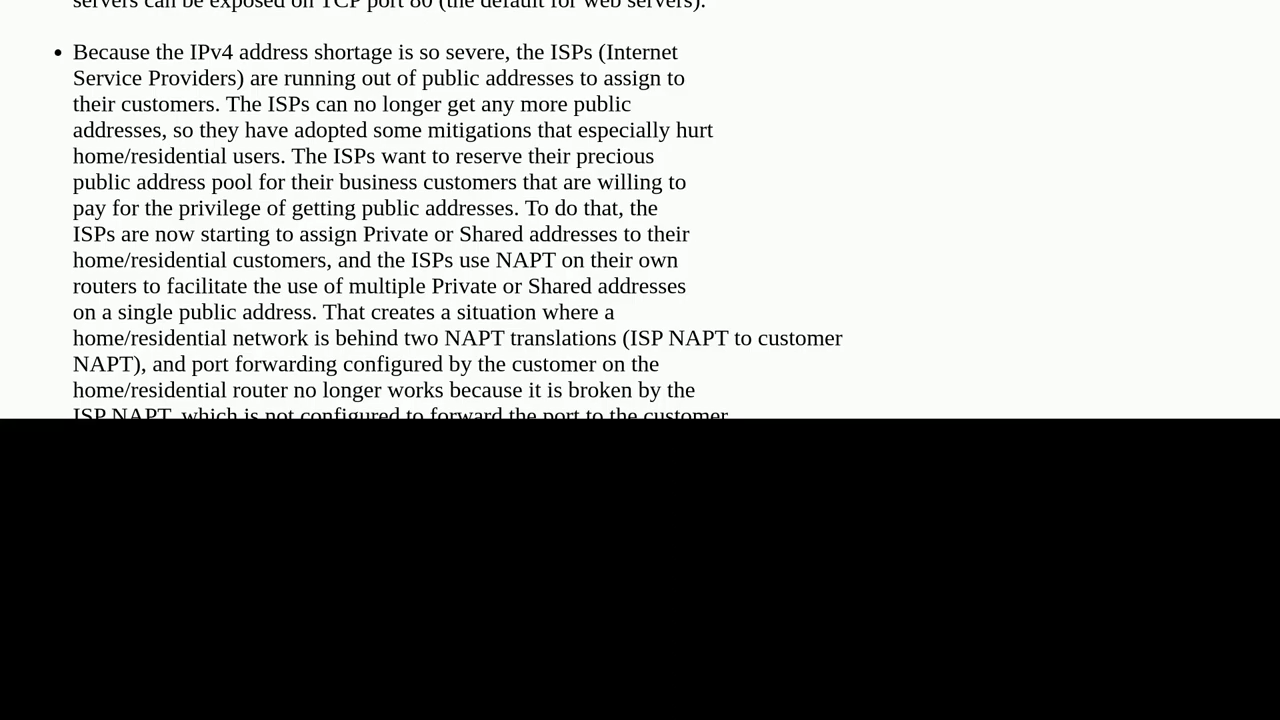 servers can be exposed on TCP port 80 (the default for web servers).
• Because the IPv4 address shortage is so severe, the ISPs (Internet
Service Providers) are running out of public addresses to assign to
their customers. The ISPs can no longer get any more public
addresses, so they have adopted some mitigations that especially hurt
home/residential users. The ISPs want to reserve their precious
public address pool for their business customers that are willing to
pay for the privilege of getting public addresses. To do that, the
ISPs are now starting to assign Private or Shared addresses to their
home/residential customers, and the ISPs use NAPT on their own
routers to facilitate the use of multiple Private or Shared addresses
on a single public address. That creates a situation where a
home/residential network is behind two NAPT translations (ISP NAPT to customer
NAPT), and port forwarding configured by the customer on the
home/residential router no longer works because it is broken by the
ISP NAPT, which is not configured to forward the port to the customer